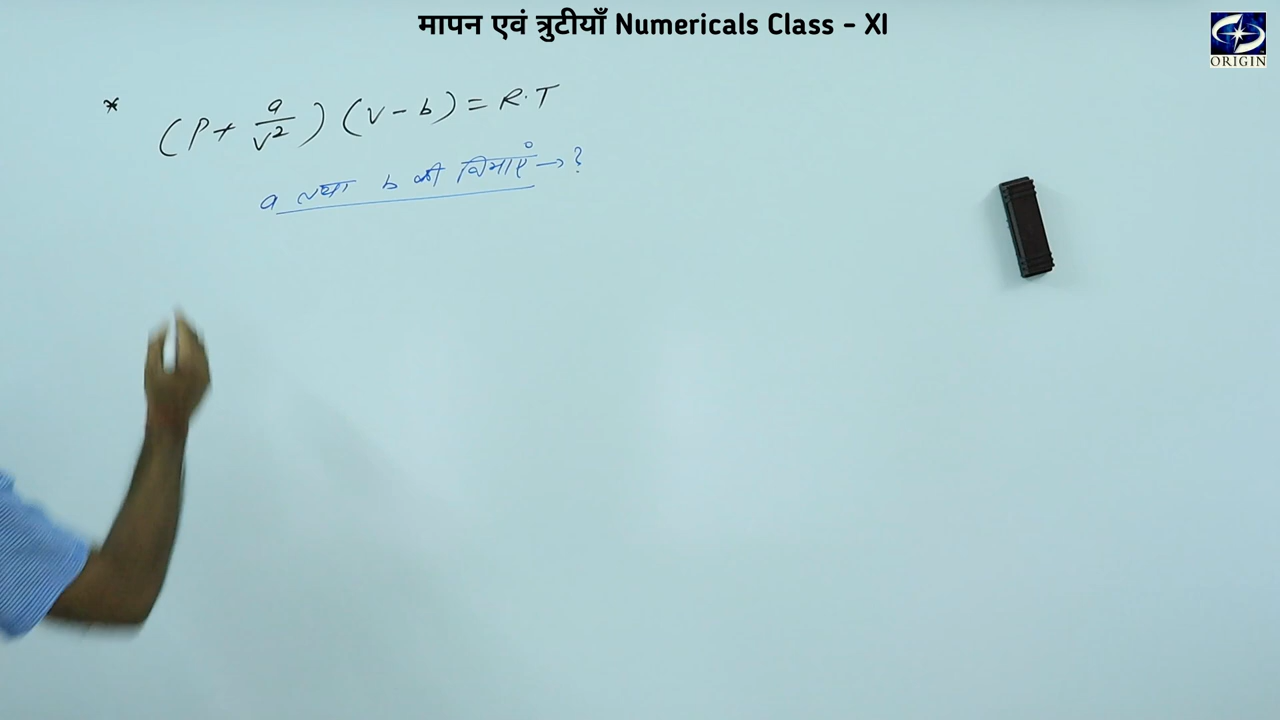 मापन एवं त्रुटीयाँ Numericals Class - XI
ORIGIN
* (P + a/v²) (v - b) = R.T
a तथा b की विमाएं → ?